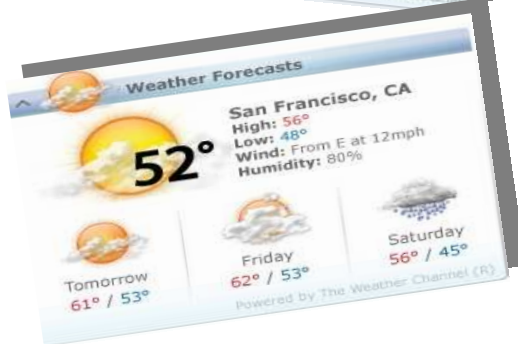 Weather Forecasts
San Francisco, CA
High: 56°
Low: 48°
Wind: From E at 12mph
Humidity: 80%
52°
Tomorrow
61° / 53°
Friday
62° / 53°
Saturday
56° / 45°
Powered by The Weather Channel (R)